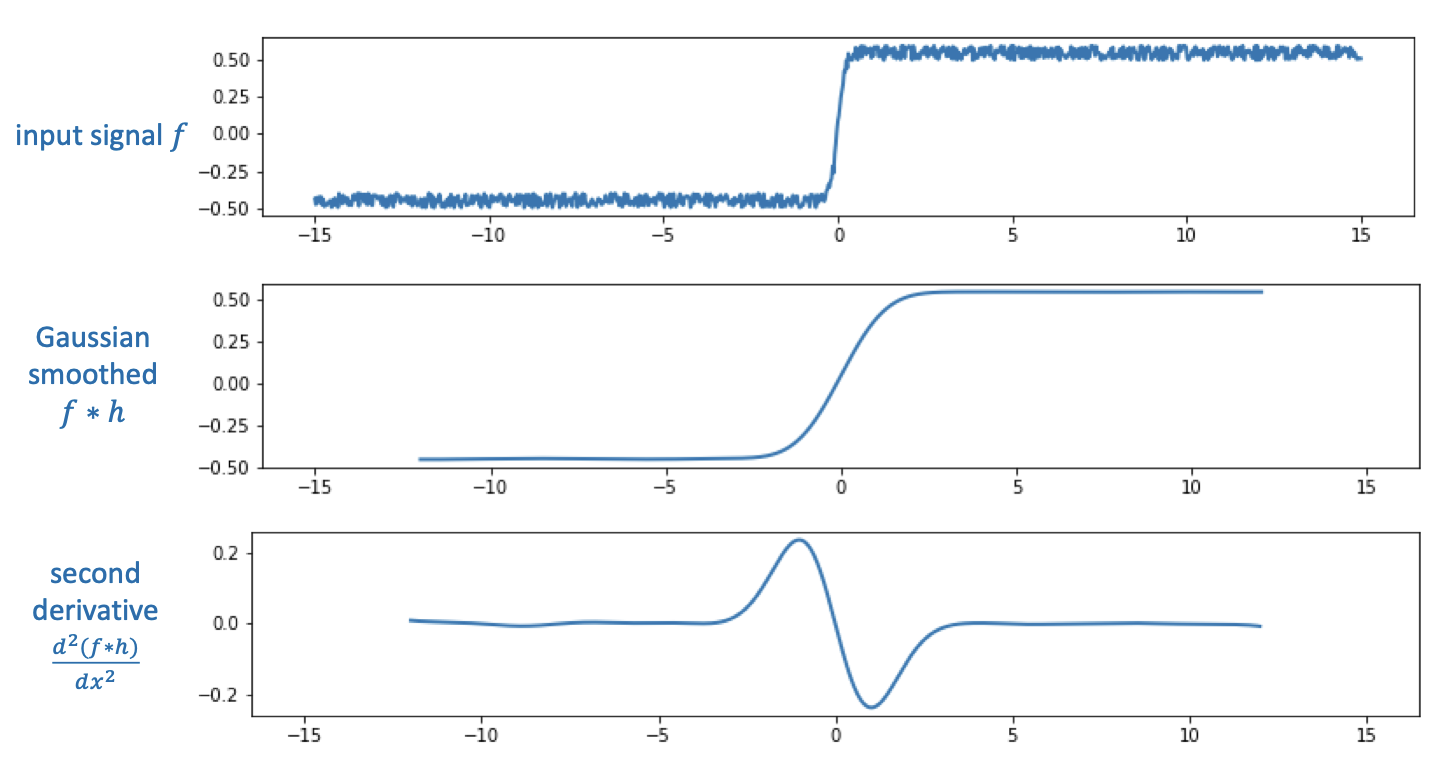 0.50
0.25
input signal f 0.00
−0.25
−0.50
−15 −10 −5 0 5 10 15
0.50
Gaussian 0.25
smoothed 0.00
f ∗ h −0.25
−0.50
−15 −10 −5 0 5 10 15
0.2
second
derivative 0.0
d²(f∗h)
dx² −0.2
−15 −10 −5 0 5 10 15